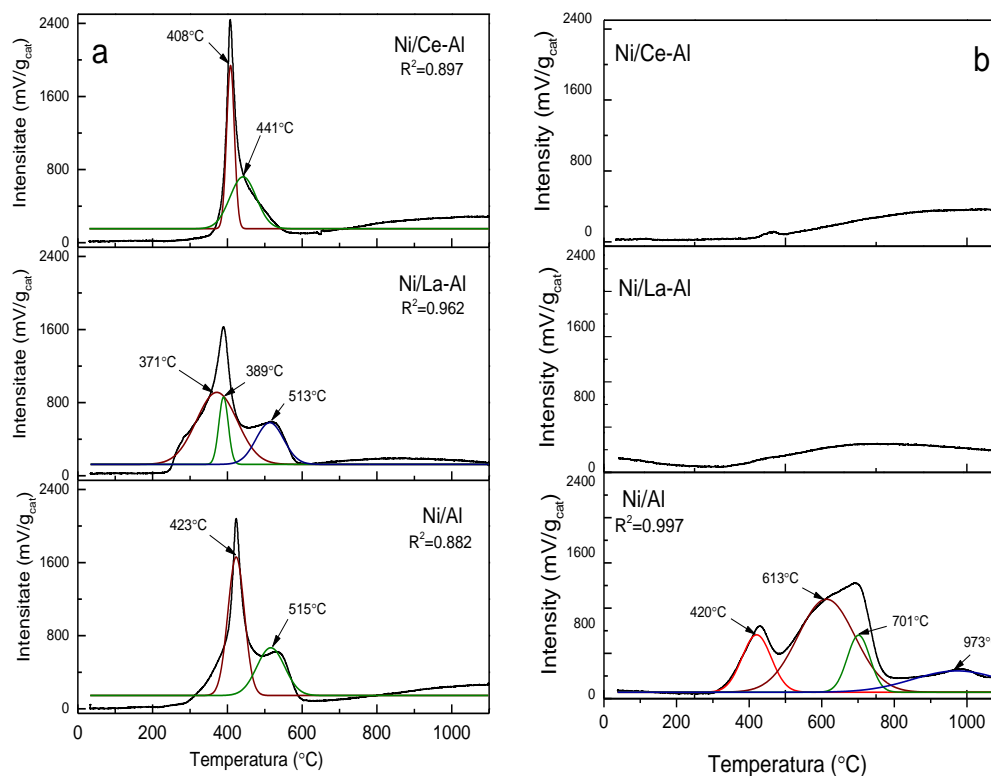 a
Ni/Ce-Al
R²=0.897
408°C
441°C
Intensitate (mV/g_cat)
2400
1600
800
0
Ni/La-Al
R²=0.962
371°C
389°C
513°C
Intensitate (mV/g_cat)
2400
1600
800
0
Ni/Al
R²=0.882
423°C
515°C
Intensitate (mV/g_cat)
2400
1600
800
0
0 200 400 600 800 1000
Temperatura (°C)
b
Ni/Ce-Al
Intensity (mV/g_cat)
2400
1600
800
0
Ni/La-Al
Intensity (mV/g_cat)
2400
1600
800
0
Ni/Al
R²=0.997
420°C
613°C
701°C
973°
Intensity (mV/g_cat)
2400
1600
800
0
0 200 400 600 800 1000
Temperatura (°C)